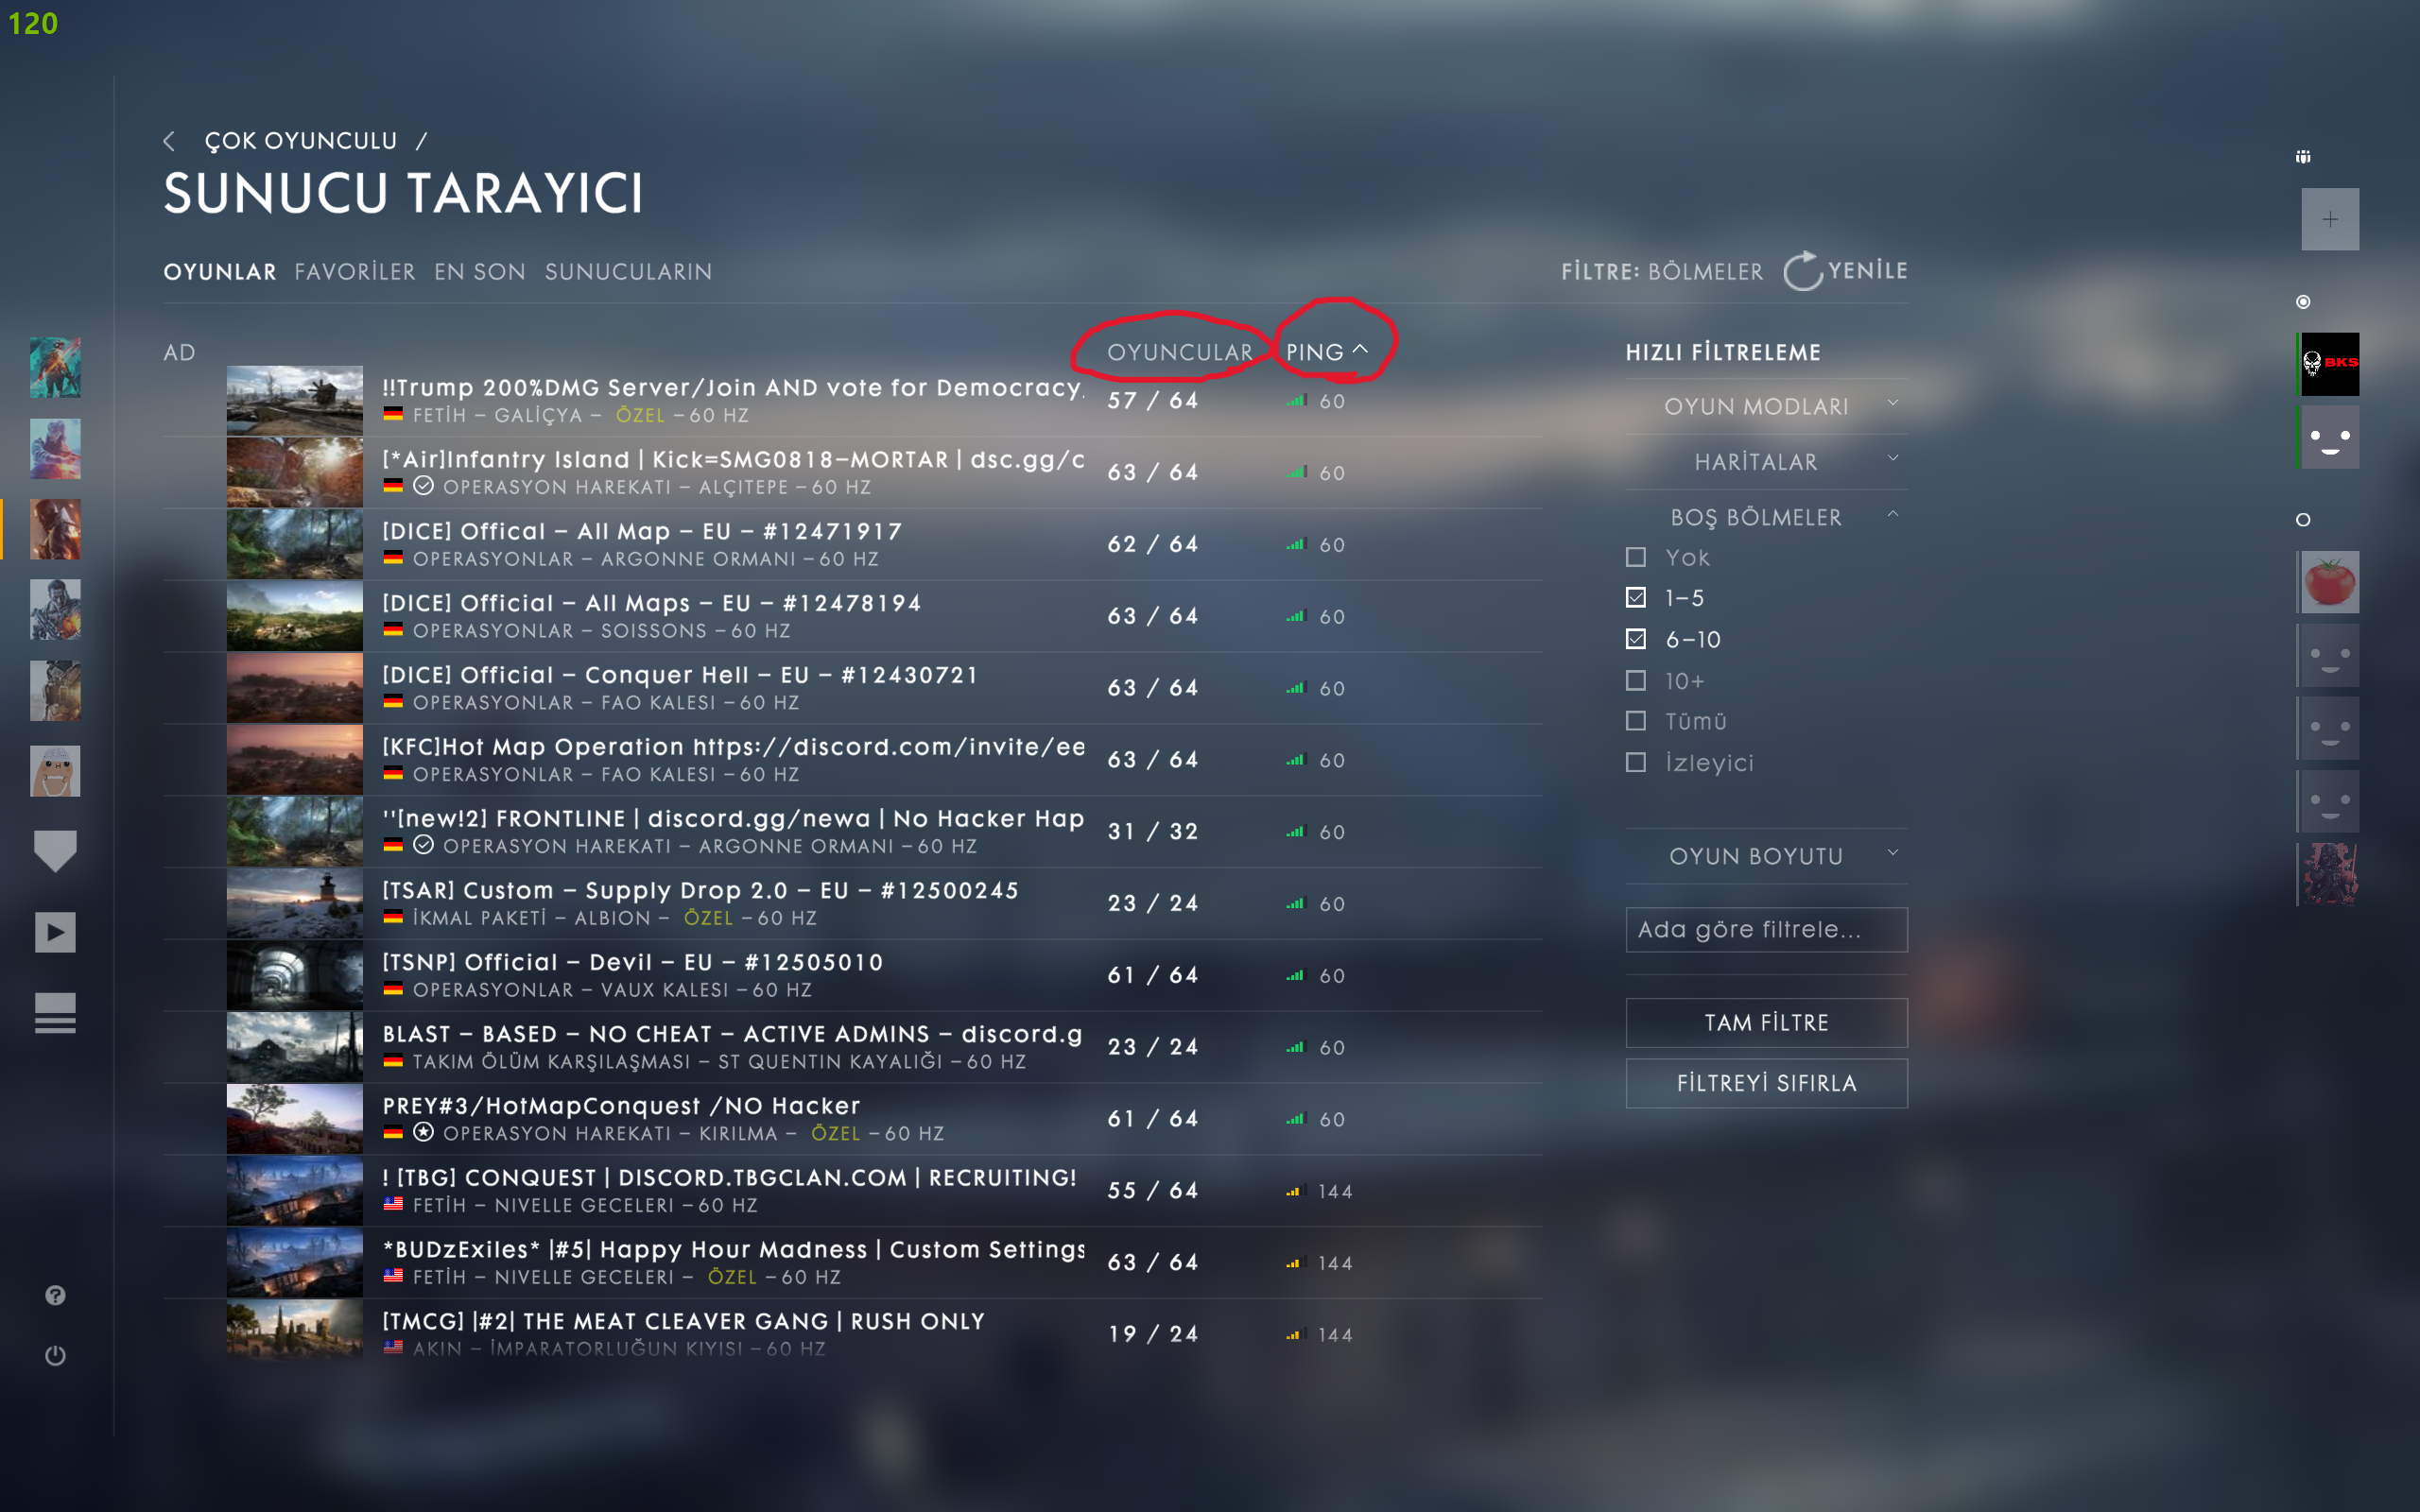 120
ÇOK OYUNCULU /
SUNUCU TARAYICI
OYUNLAR FAVORİLER EN SON SUNUCULARIN
FİLTRE: BÖLMELER YENİLE
AD OYUNCULAR PING
!!Trump 200%DMG Server/Join AND vote for Democracy.
FETİH – GALİÇYA – ÖZEL – 60 HZ
57 / 64 60
[*Air]Infantry Island | Kick=SMG0818–MORTAR | dsc.gg/c
OPERASYON HAREKATI – ALÇITEPE – 60 HZ
63 / 64 60
[DICE] Offical – All Map – EU – #12471917
OPERASYONLAR – ARGONNE ORMANI – 60 HZ
62 / 64 60
[DICE] Official – All Maps – EU – #12478194
OPERASYONLAR – SOISSONS – 60 HZ
63 / 64 60
[DICE] Official – Conquer Hell – EU – #12430721
OPERASYONLAR – FAO KALESI – 60 HZ
63 / 64 60
[KFC]Hot Map Operation https://discord.com/invite/ee
OPERASYONLAR – FAO KALESI – 60 HZ
63 / 64 60
''[new!2] FRONTLINE | discord.gg/newa | No Hacker Hap
OPERASYON HAREKATI – ARGONNE ORMANI – 60 HZ
31 / 32 60
[TSAR] Custom – Supply Drop 2.0 – EU – #12500245
İKMAL PAKETİ – ALBION – ÖZEL – 60 HZ
23 / 24 60
[TSNP] Official – Devil – EU – #12505010
OPERASYONLAR – VAUX KALESI – 60 HZ
61 / 64 60
BLAST – BASED – NO CHEAT – ACTIVE ADMINS – discord.g
TAKIM ÖLÜM KARŞILAŞMASI – ST QUENTIN KAYALIĞI – 60 HZ
23 / 24 60
PREY#3/HotMapConquest /NO Hacker
OPERASYON HAREKATI – KIRILMA – ÖZEL – 60 HZ
61 / 64 60
! [TBG] CONQUEST | DISCORD.TBGCLAN.COM | RECRUITING!
FETİH – NIVELLE GECELERI – 60 HZ
55 / 64 144
*BUDzExiles* |#5| Happy Hour Madness | Custom Settings
FETİH – NIVELLE GECELERI – ÖZEL – 60 HZ
63 / 64 144
[TMCG] |#2| THE MEAT CLEAVER GANG | RUSH ONLY
AKIN – İMPARATORLUĞUN KIYISI – 60 HZ
19 / 24 144
HIZLI FİLTRELEME
OYUN MODLARI
HARİTALAR
BOŞ BÖLMELER
Yok
1–5
6–10
10+
Tümü
İzleyici
OYUN BOYUTU
Ada göre filtrele...
TAM FİLTRE
FİLTREYİ SIFIRLA
BKS